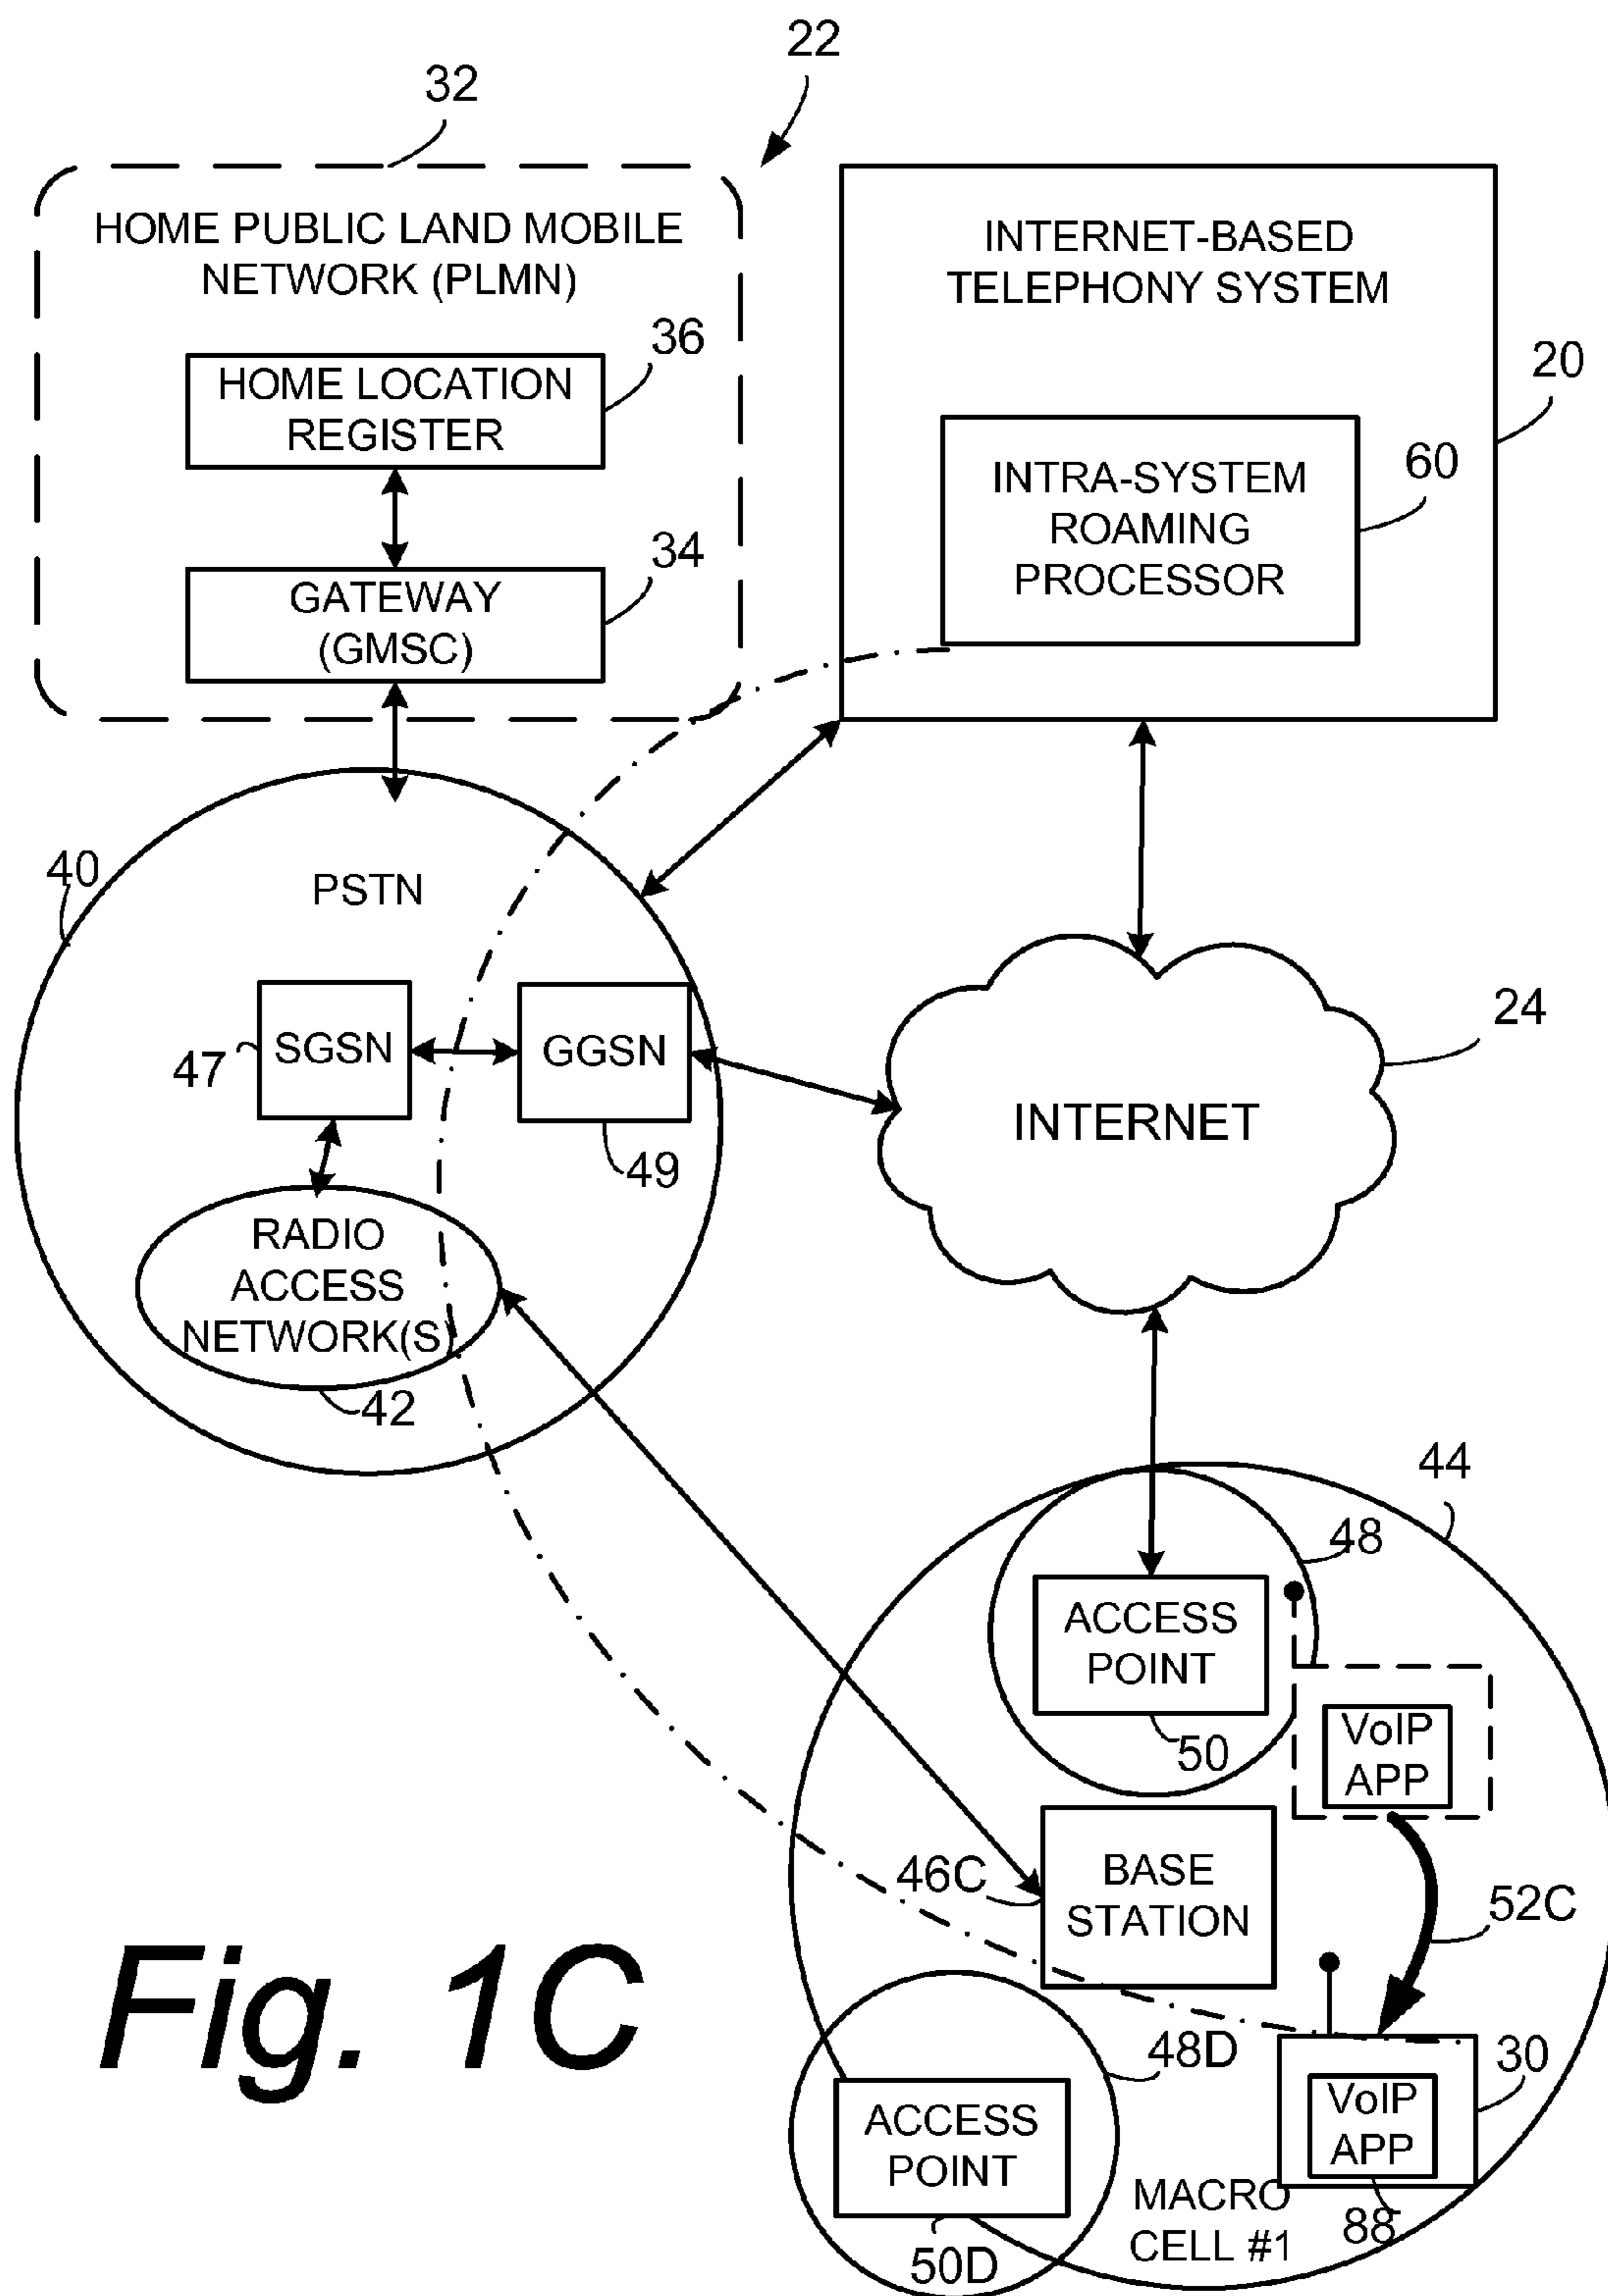 22
32
HOME PUBLIC LAND MOBILE
NETWORK (PLMN)
36
HOME LOCATION
REGISTER
34
GATEWAY
(GMSC)
INTERNET-BASED
TELEPHONY SYSTEM
20
60
INTRA-SYSTEM
ROAMING
PROCESSOR
40
PSTN
47
SGSN
GGSN
49
RADIO
ACCESS
NETWORK(S)
42
24
INTERNET
44
48
ACCESS
POINT
50
VoIP
APP
46C
BASE
STATION
52C
48D
30
ACCESS
POINT
50D
VoIP
APP
88
MACRO
CELL #1
Fig. 1C